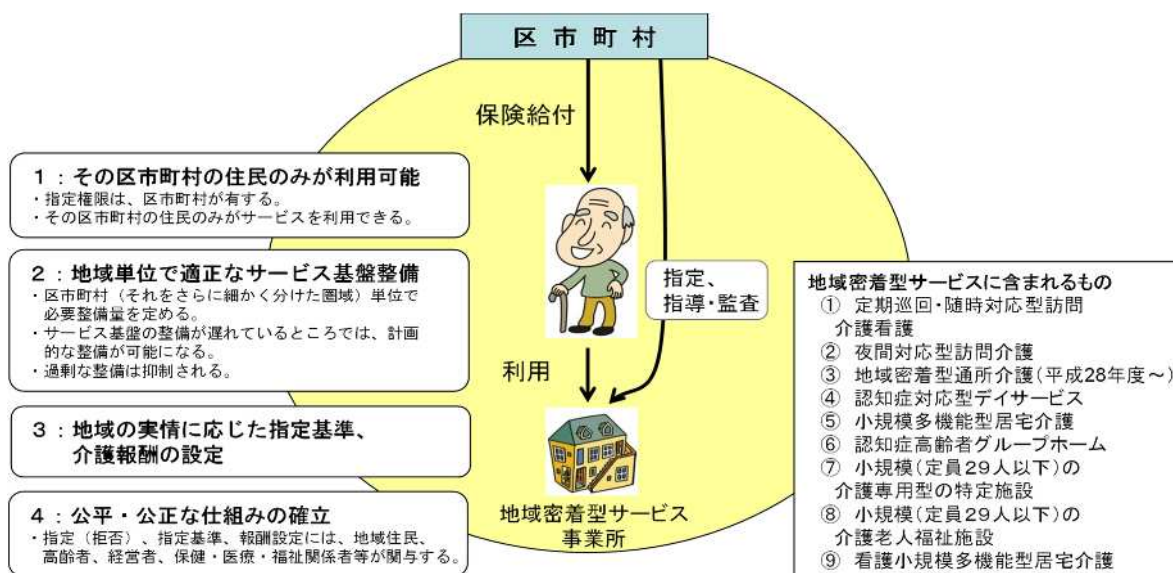 区市町村
保険給付
1：その区市町村の住民のみが利用可能
・指定権限は、区市町村が有する。
・その区市町村の住民のみがサービスを利用できる。
2：地域単位で適正なサービス基盤整備
・区市町村（それをさらに細かく分けた圏域）単位で
必要整備量を定める。
・サービス基盤の整備が遅れているところでは、計画
的な整備が可能になる。
・過剰な整備は抑制される。
3：地域の実情に応じた指定基準、
介護報酬の設定
4：公平・公正な仕組みの確立
・指定（拒否）、指定基準、報酬設定には、地域住民、
高齢者、経営者、保健・医療・福祉関係者等が関与する。
指定、
指導・監査
利用
地域密着型サービス
事業所
地域密着型サービスに含まれるもの
① 定期巡回・随時対応型訪問
介護看護
② 夜間対応型訪問介護
③ 地域密着型通所介護(平成28年度～)
④ 認知症対応型デイサービス
⑤ 小規模多機能型居宅介護
⑥ 認知症高齢者グループホーム
⑦ 小規模(定員29人以下)の
介護専用型の特定施設
⑧ 小規模(定員29人以下)の
介護老人福祉施設
⑨ 看護小規模多機能型居宅介護